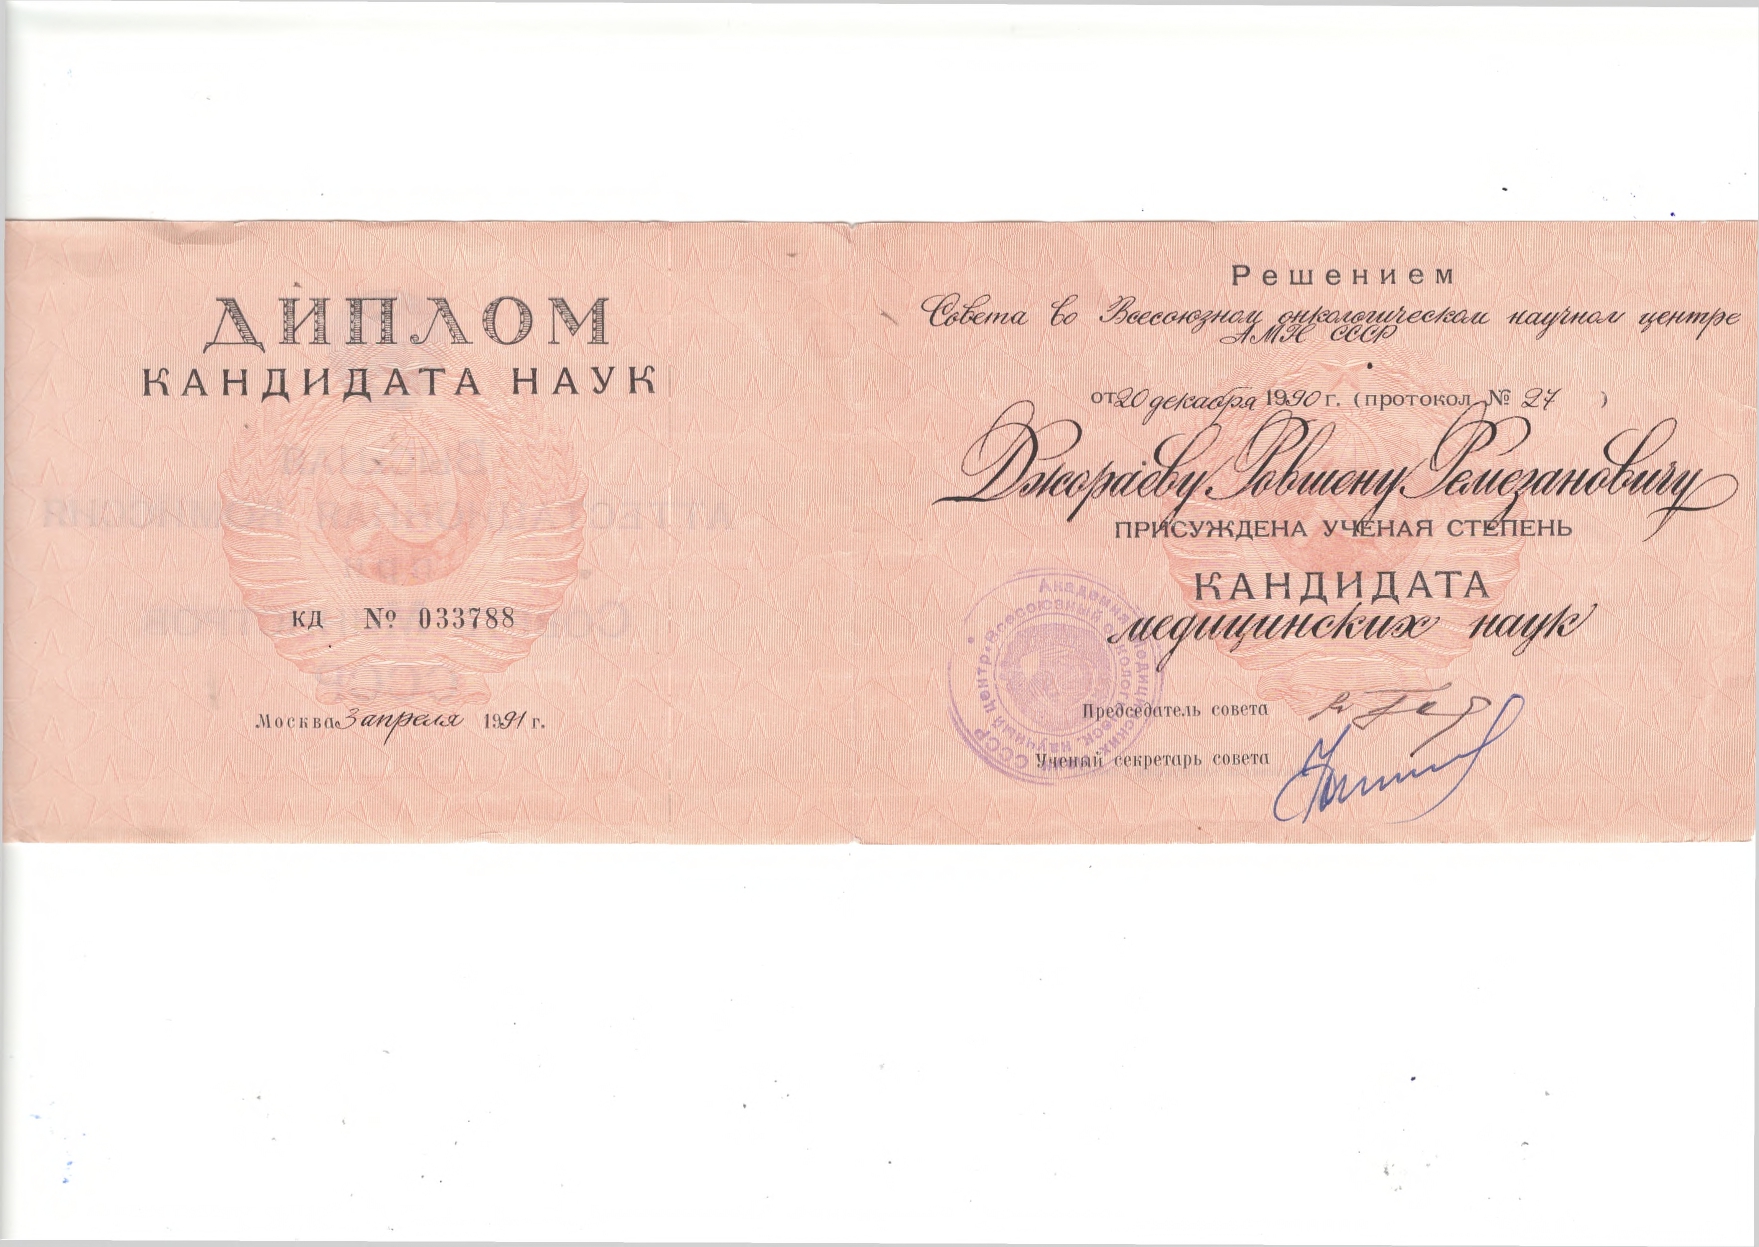 ДИПЛОМ
КАНДИДАТА НАУК
КД № 033788
Москва 3 апреля 1991 г.
Решением
Совета во Всесоюзном онкологическом научном центре
АМН СССР
от 20 декабря 1990 г. (протокол № 27 )
Джораеву Ровшену Ремезановичу
ПРИСУЖДЕНА УЧЕНАЯ СТЕПЕНЬ
КАНДИДАТА
медицинских наук
Председатель совета
Ученый секретарь совета